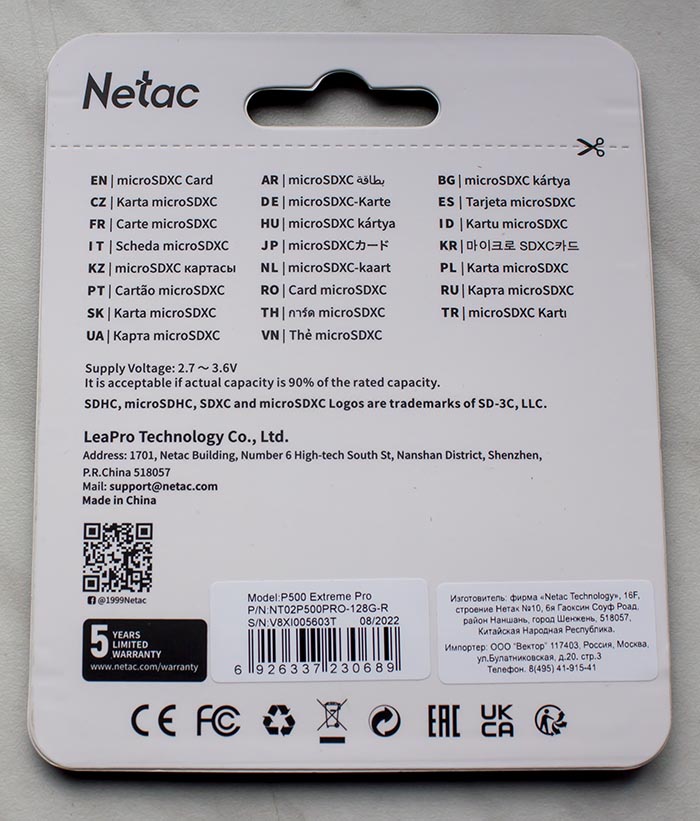 Netac
EN | microSDXC Card
CZ | Karta microSDXC
FR | Carte microSDXC
IT | Scheda microSDXC
KZ | microSDXC картасы
PT | Cartão microSDXC
SK | Karta microSDXC
UA | Карта microSDXC
AR | microSDXC بطاقة
DE | microSDXC-Karte
HU | microSDXC kártya
JP | microSDXCカード
NL | microSDXC-kaart
RO | Card microSDXC
TH | การ์ด microSDXC
VN | Thẻ microSDXC
BG | microSDXC kártya
ES | Tarjeta microSDXC
ID | Kartu microSDXC
KR | 마이크로 SDXC카드
PL | Karta microSDXC
RU | Карта microSDXC
TR | microSDXC Kartı
Supply Voltage: 2.7～3.6V
It is acceptable if actual capacity is 90% of the rated capacity.
SDHC, microSDHC, SDXC and microSDXC Logos are trademarks of SD-3C, LLC.
LeaPro Technology Co., Ltd.
Address: 1701, Netac Building, Number 6 High-tech South St, Nanshan District, Shenzhen,
P.R.China 518057
Mail: support@netac.com
Made in China
@1999Netac
5 YEARS
LIMITED
WARRANTY
www.netac.com/warranty
Model:P500 Extreme Pro
P/N:NT02P500PRO-128G-R
S/N:V8XI005603T 08/2022
6 926337 230689
Изготовитель: фирма «Netac Technology», 16F,
строение Нетак №10, 6я Гаоксин Соуф Роад,
район Наншань, город Шенжень, 518057,
Китайская Народная Республика.
Импортер: ООО "Вектор" 117403, Россия, Москва,
ул.Булатниковская, д.20. стр.3
Телефон. 8(495) 41-915-41
CE FC EAC UK
CA